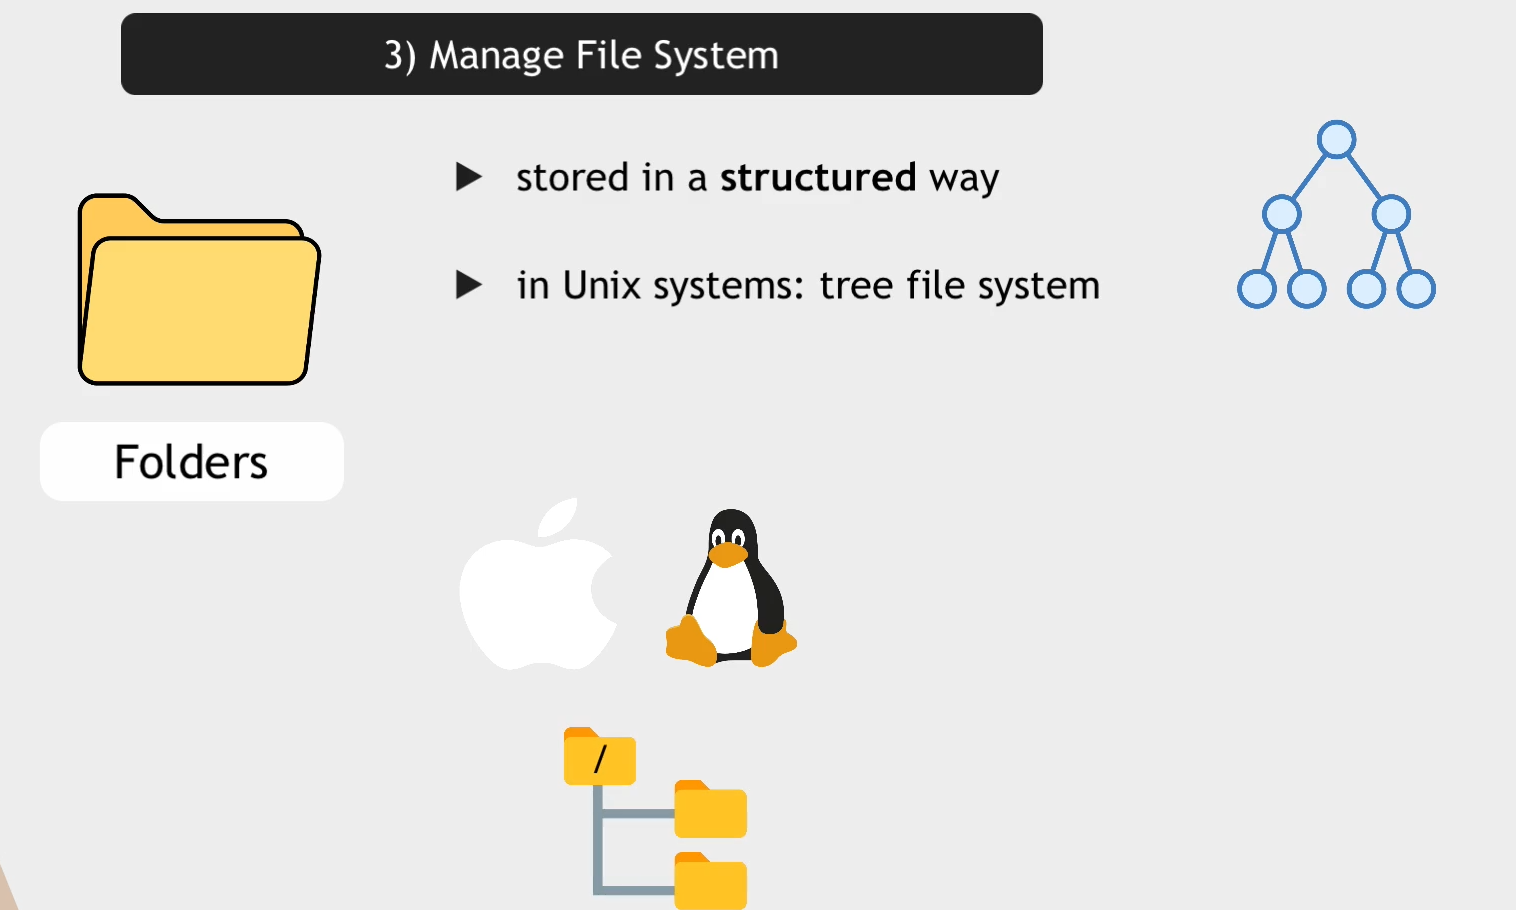 3) Manage File System
stored in a structured way
in Unix systems: tree file system
Folders
/